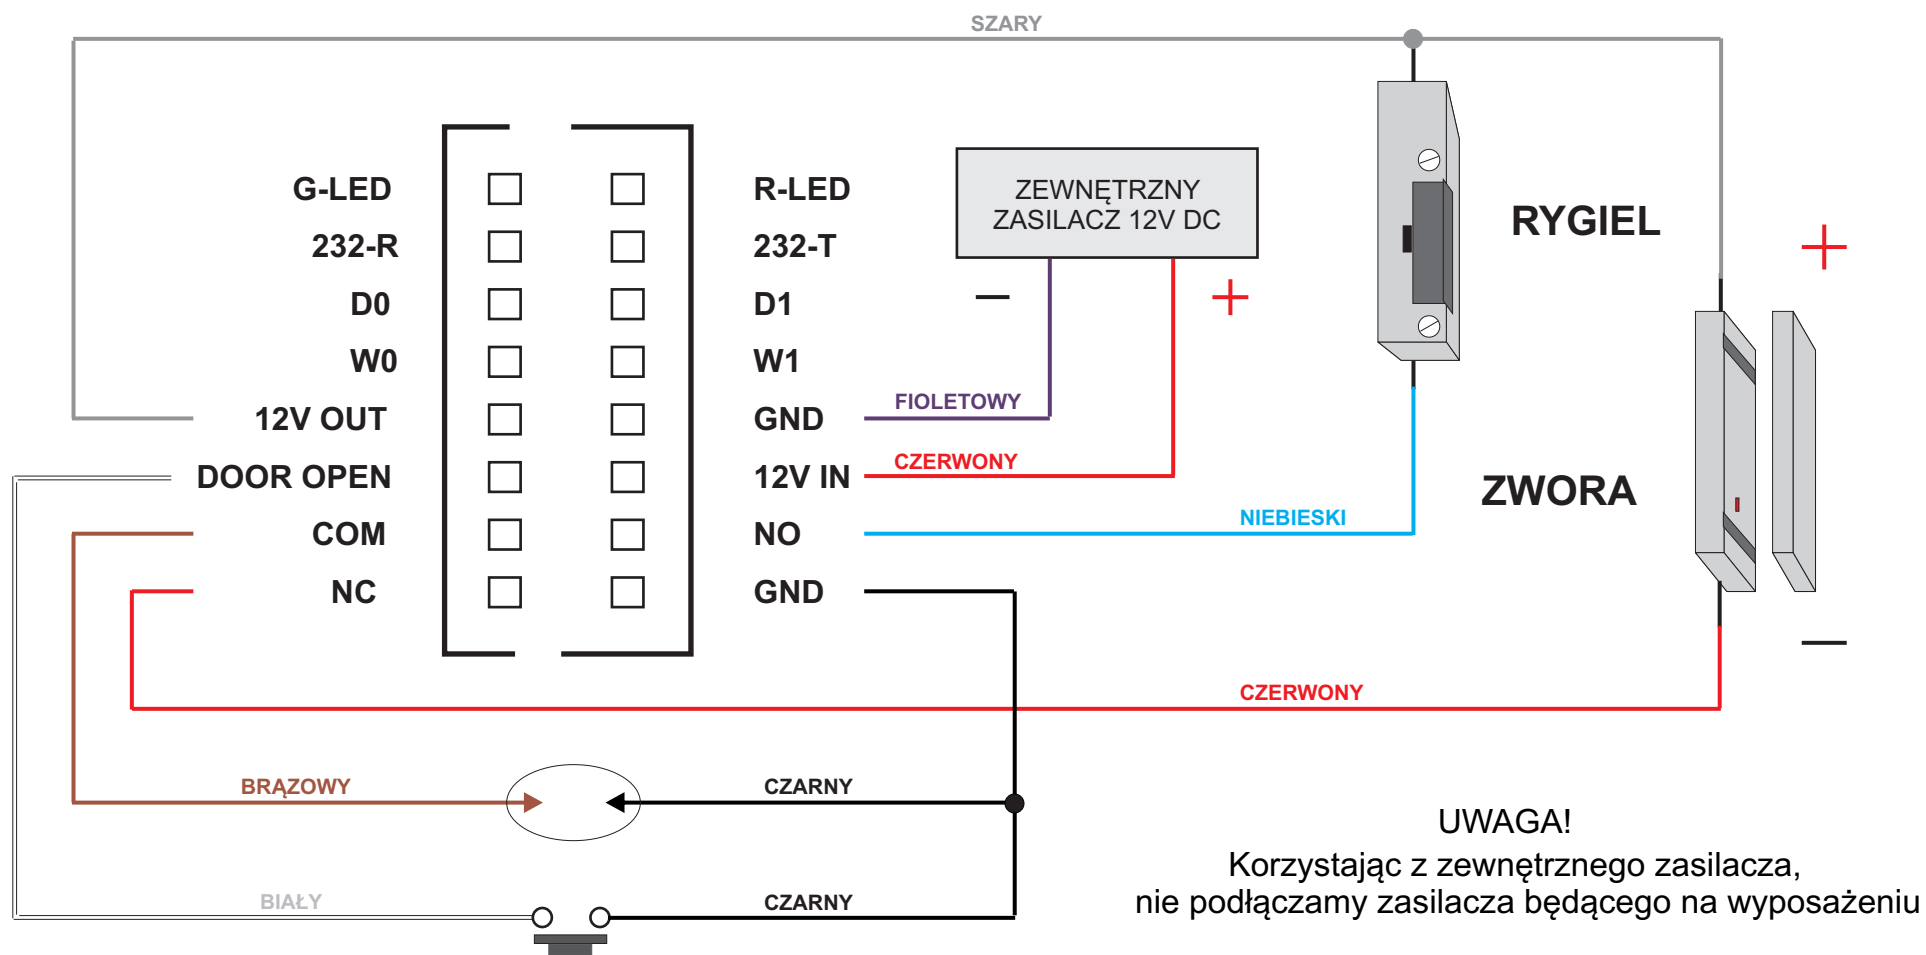 SZARY
G-LED
R-LED
232-R
232-T
D0
D1
W0
W1
12V OUT
GND
DOOR OPEN
12V IN
COM
NO
NC
GND
ZEWNĘTRZNY
ZASILACZ 12V DC
–
+
FIOLETOWY
CZERWONY
NIEBIESKI
RYGIEL
+
ZWORA
–
CZERWONY
BRĄZOWY
CZARNY
BIAŁY
CZARNY
UWAGA!
Korzystając z zewnętrznego zasilacza,
nie podłączamy zasilacza będącego na wyposażeniu